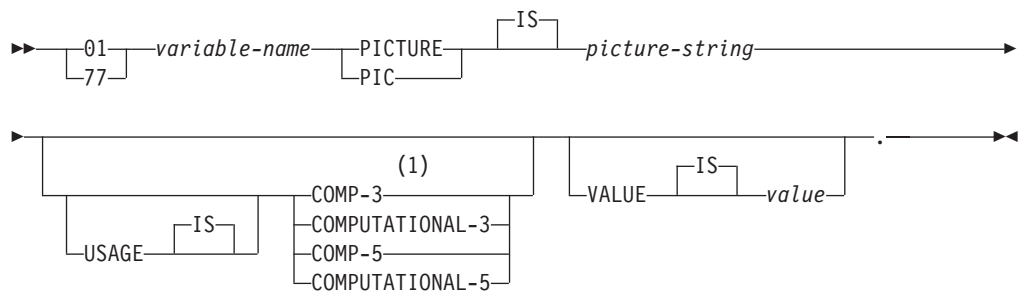 IS
01 variable-name PICTURE picture-string
77 PIC
(1) IS
COMP-3 VALUE value .
IS COMPUTATIONAL-3
USAGE COMP-5
COMPUTATIONAL-5